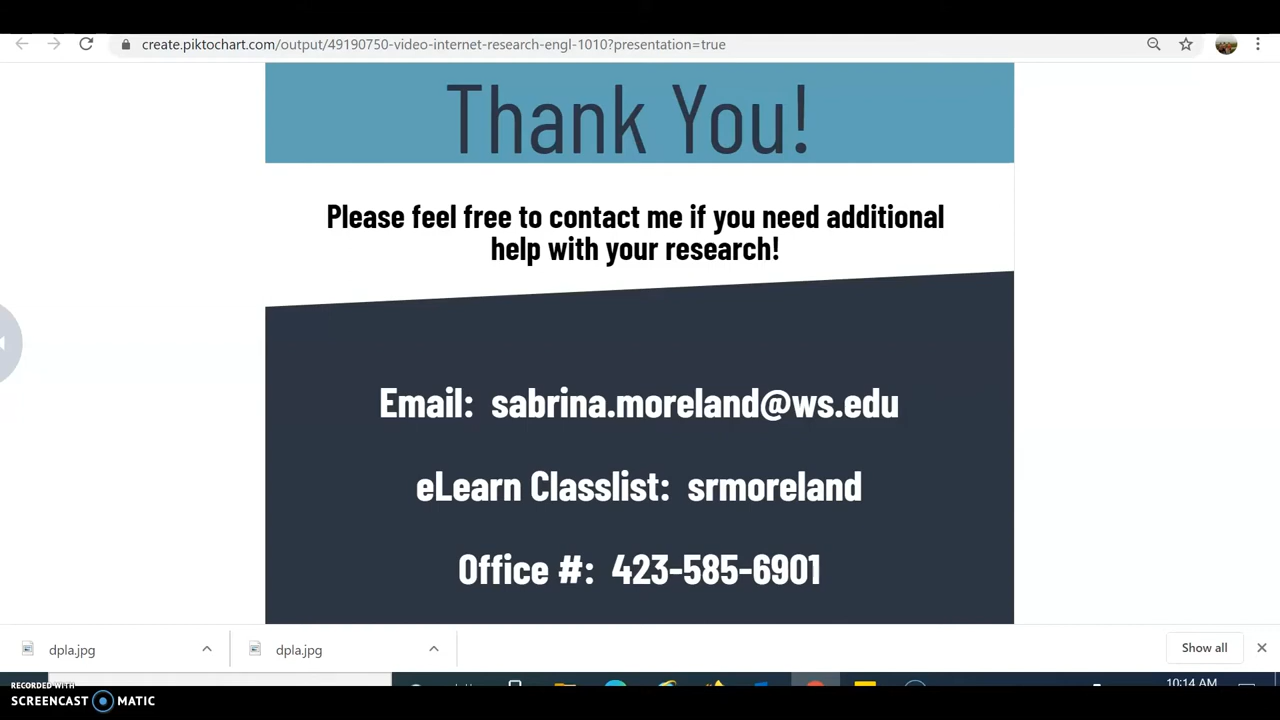 create.piktochart.com/output/49190750-video-internet-research-engl-1010?presentation=true
Thank You!
Please feel free to contact me if you need additional
help with your research!
Email: sabrina.moreland@ws.edu
eLearn Classlist: srmoreland
Office #: 423-585-6901
dpla.jpg
dpla.jpg
Show all
10:14 AM
RECORDED WITH
SCREENCAST MATIC